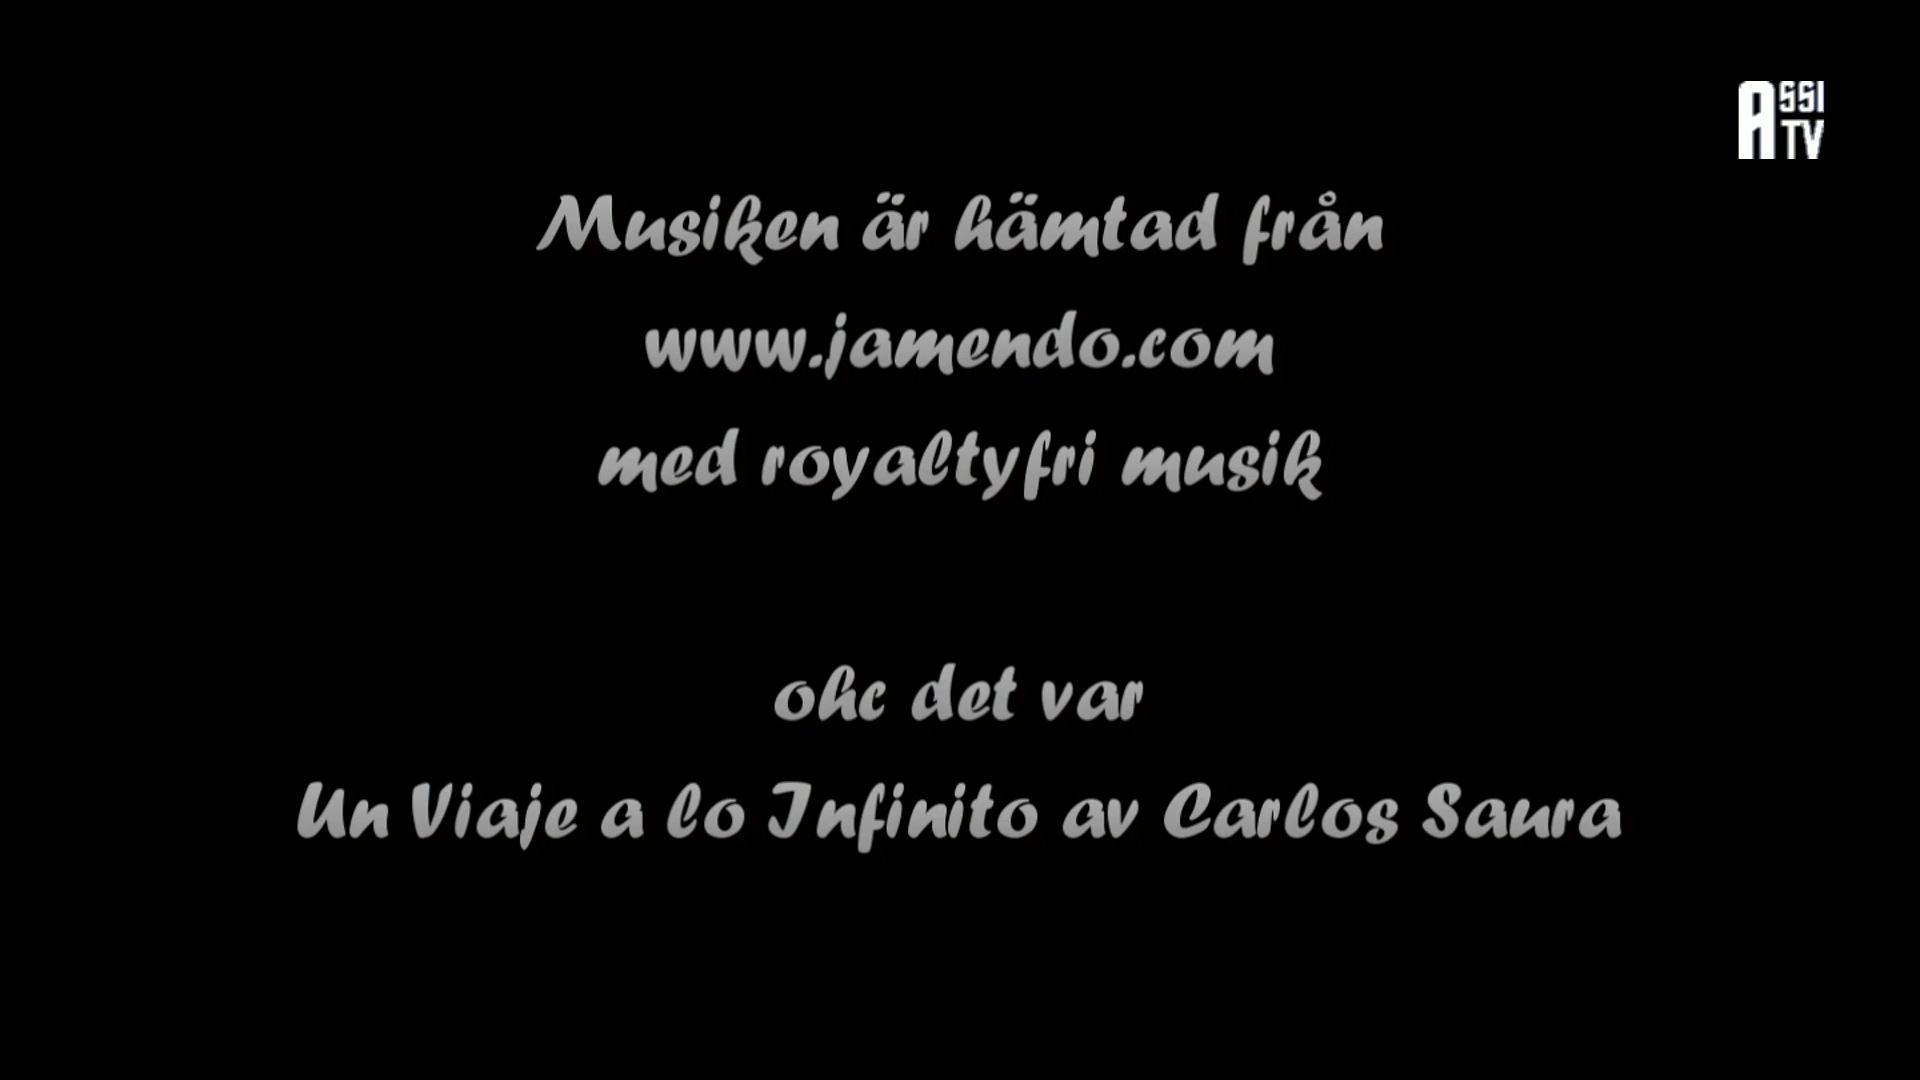 ASSI
TV
Musiken är hämtad från
www.jamendo.com
med royaltyfri musik
ohc det var
Un Viaje a lo Infinito av Carlos Saura